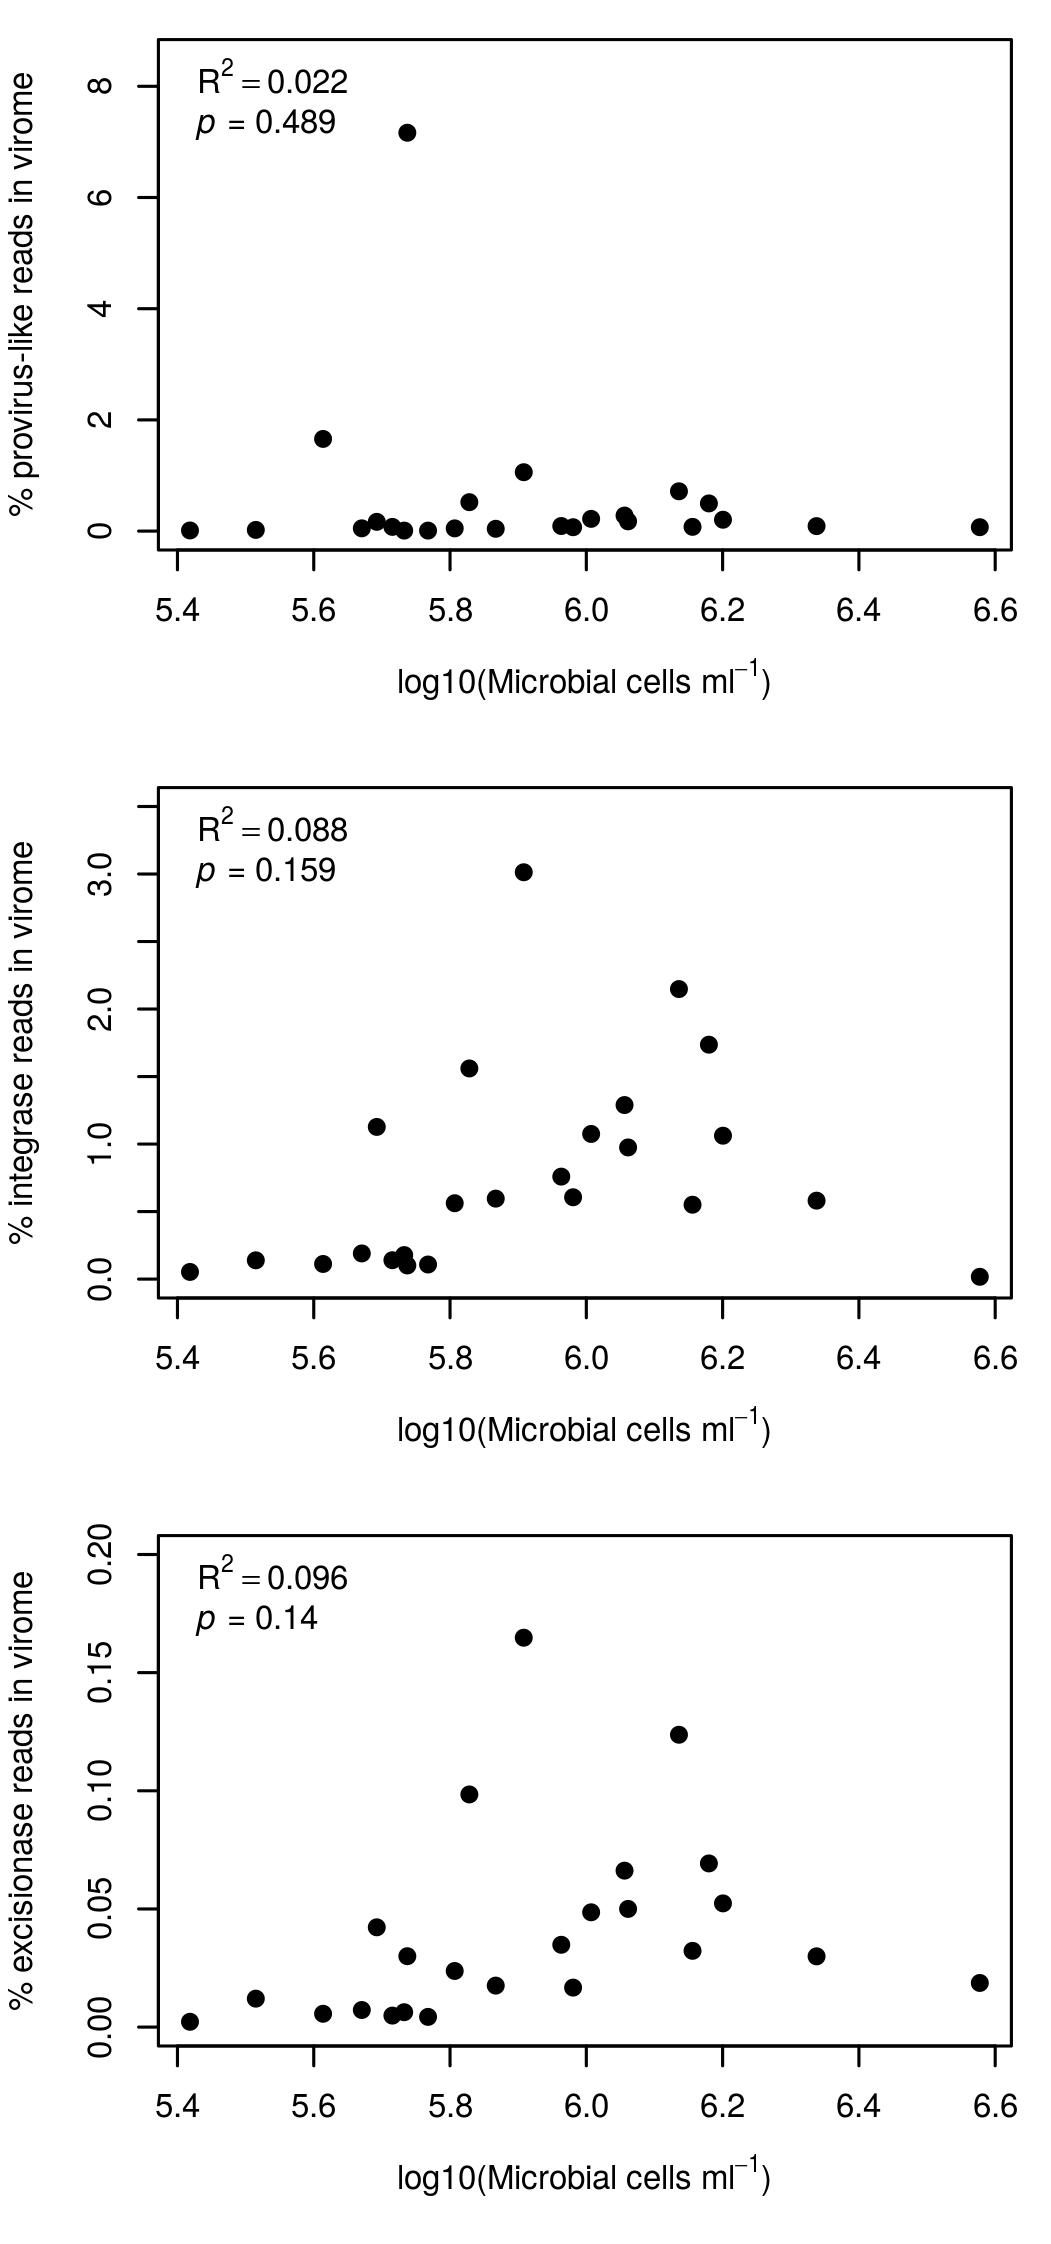 % provirus-like reads in virome
R² = 0.022
p = 0.489
8
6
4
2
0
5.4 5.6 5.8 6.0 6.2 6.4 6.6
log10(Microbial cells ml⁻¹)
% integrase reads in virome
R² = 0.088
p = 0.159
3.0
2.0
1.0
0.0
5.4 5.6 5.8 6.0 6.2 6.4 6.6
log10(Microbial cells ml⁻¹)
% excisionase reads in virome
R² = 0.096
p = 0.14
0.20
0.15
0.10
0.05
0.00
5.4 5.6 5.8 6.0 6.2 6.4 6.6
log10(Microbial cells ml⁻¹)